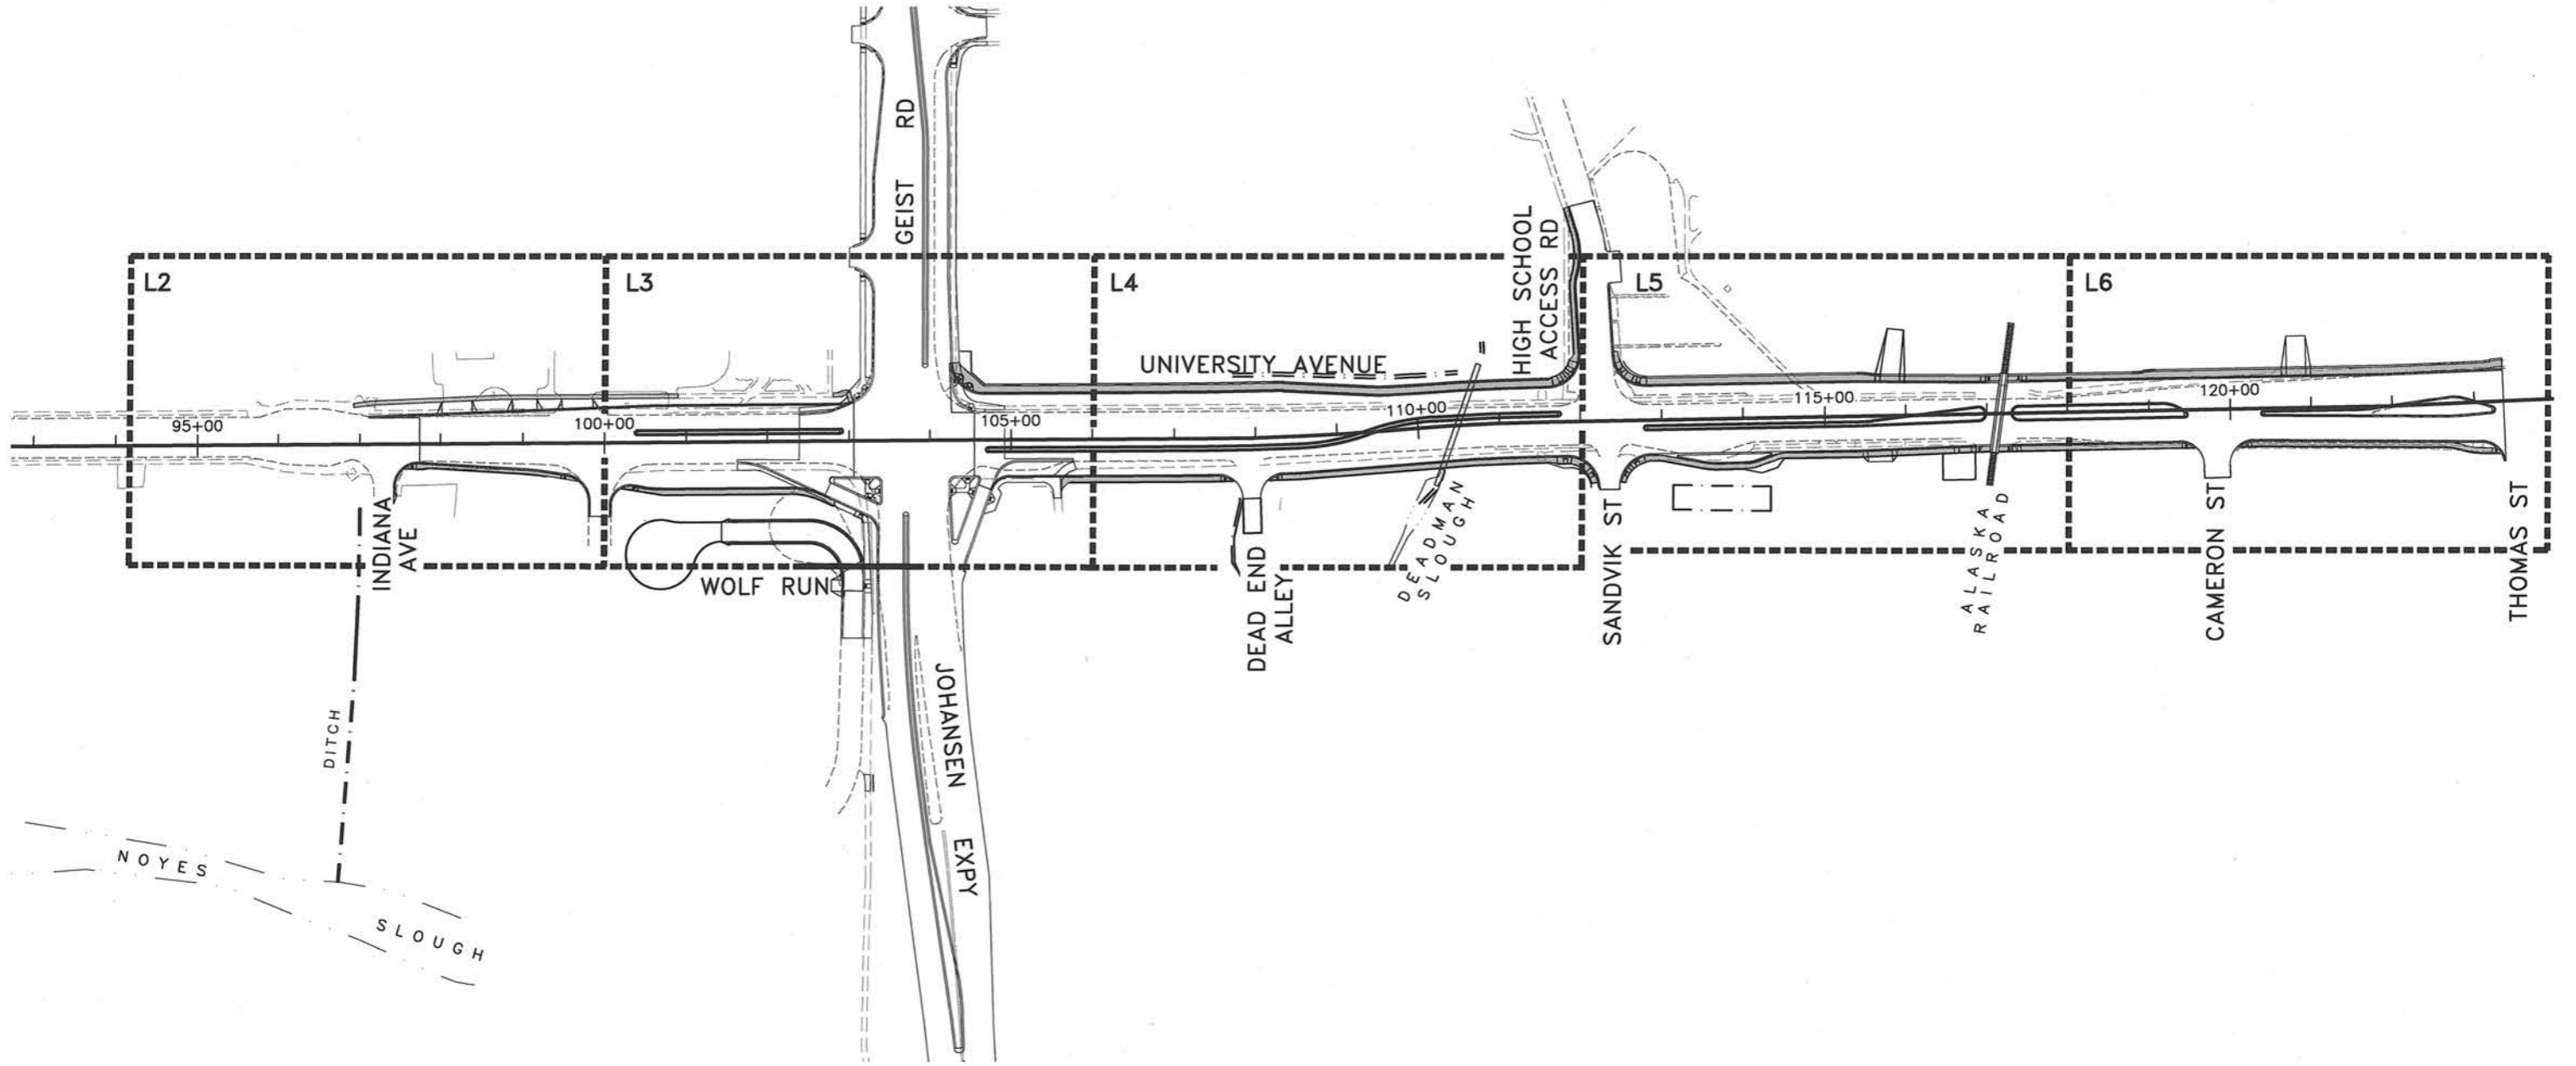 GEIST RD
L2
L3
L4
HIGH SCHOOL
ACCESS RD
L5
L6
UNIVERSITY AVENUE
95+00
100+00
105+00
110+00
115+00
120+00
INDIANA
AVE
WOLF RUN
DEAD END
ALLEY
DEADMAN
SLOUGH
SANDVIK ST
ALASKA
RAILROAD
CAMERON ST
THOMAS ST
DITCH
JOHANSEN EXPY
NOYES
SLOUGH